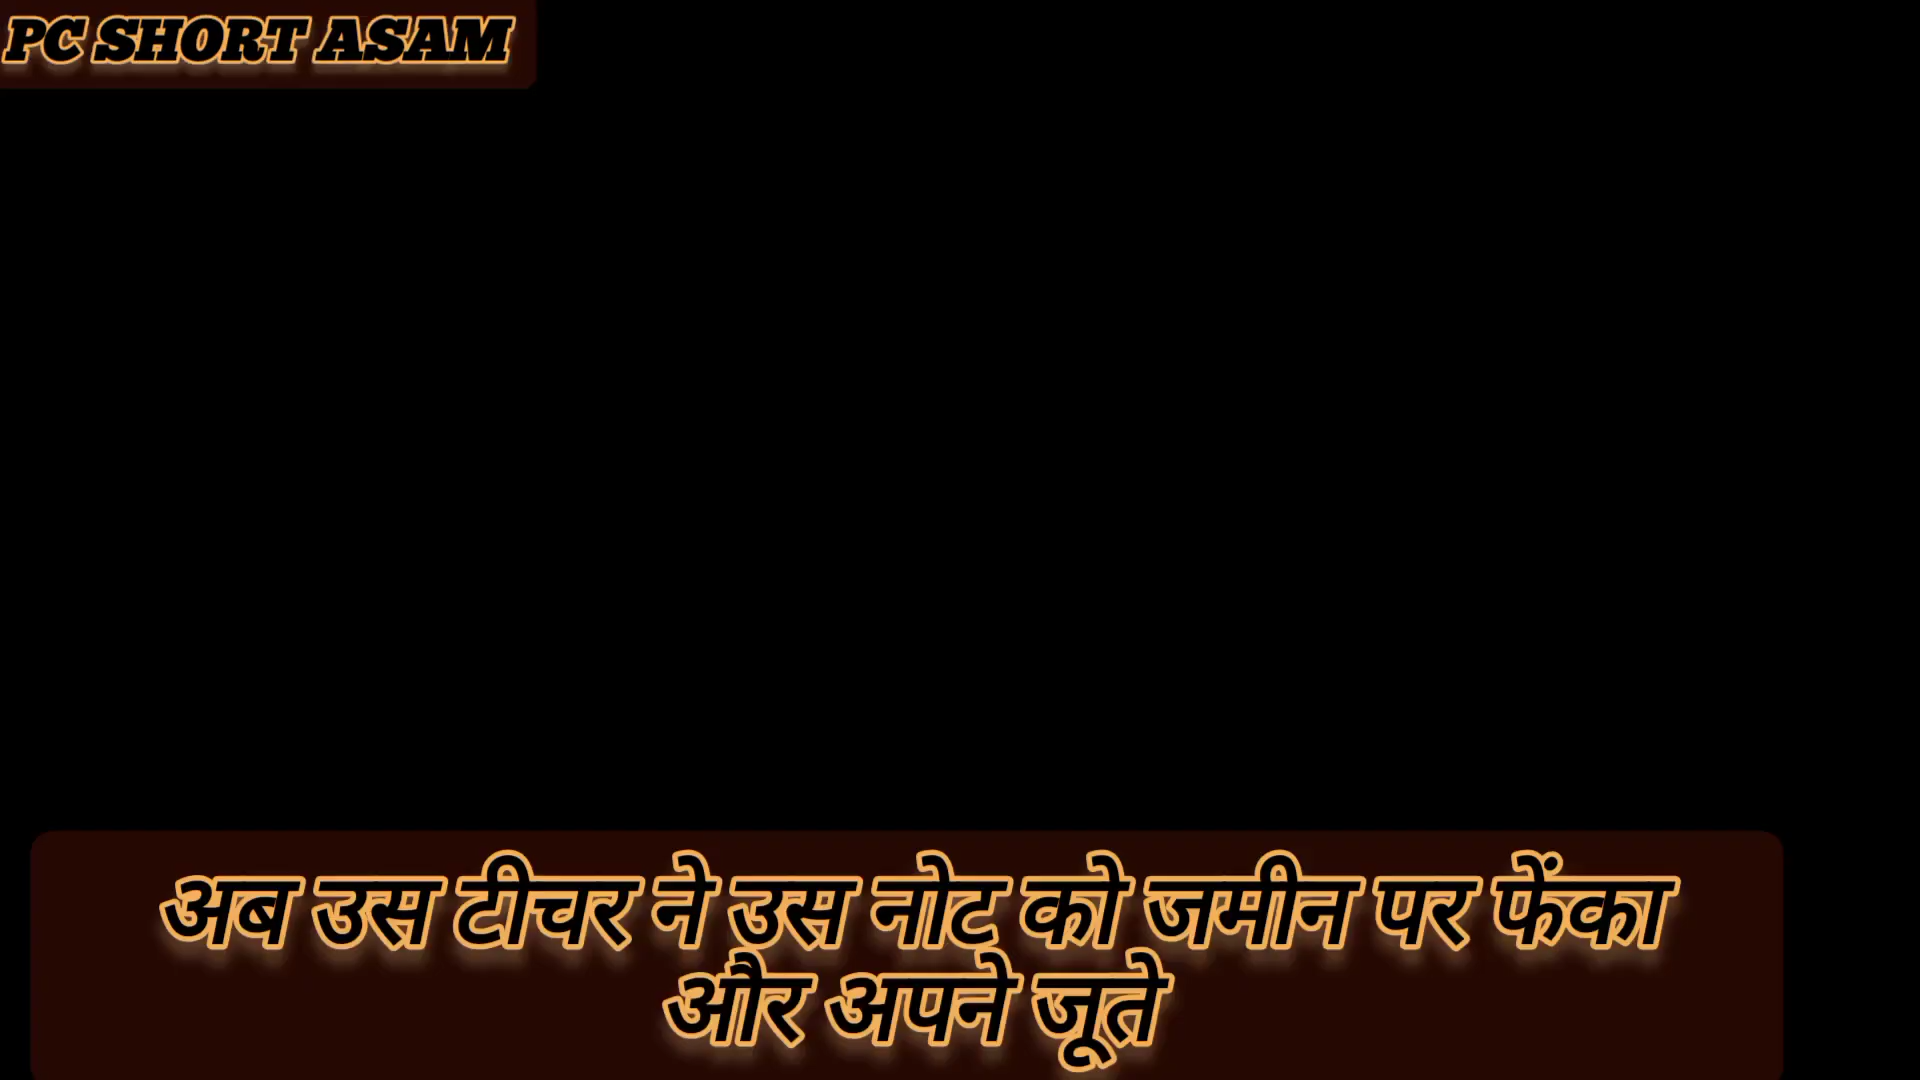 PC SHORT ASAM
अब उस टीचर ने उस नोट को जमीन पर फेंका
और अपने जूते